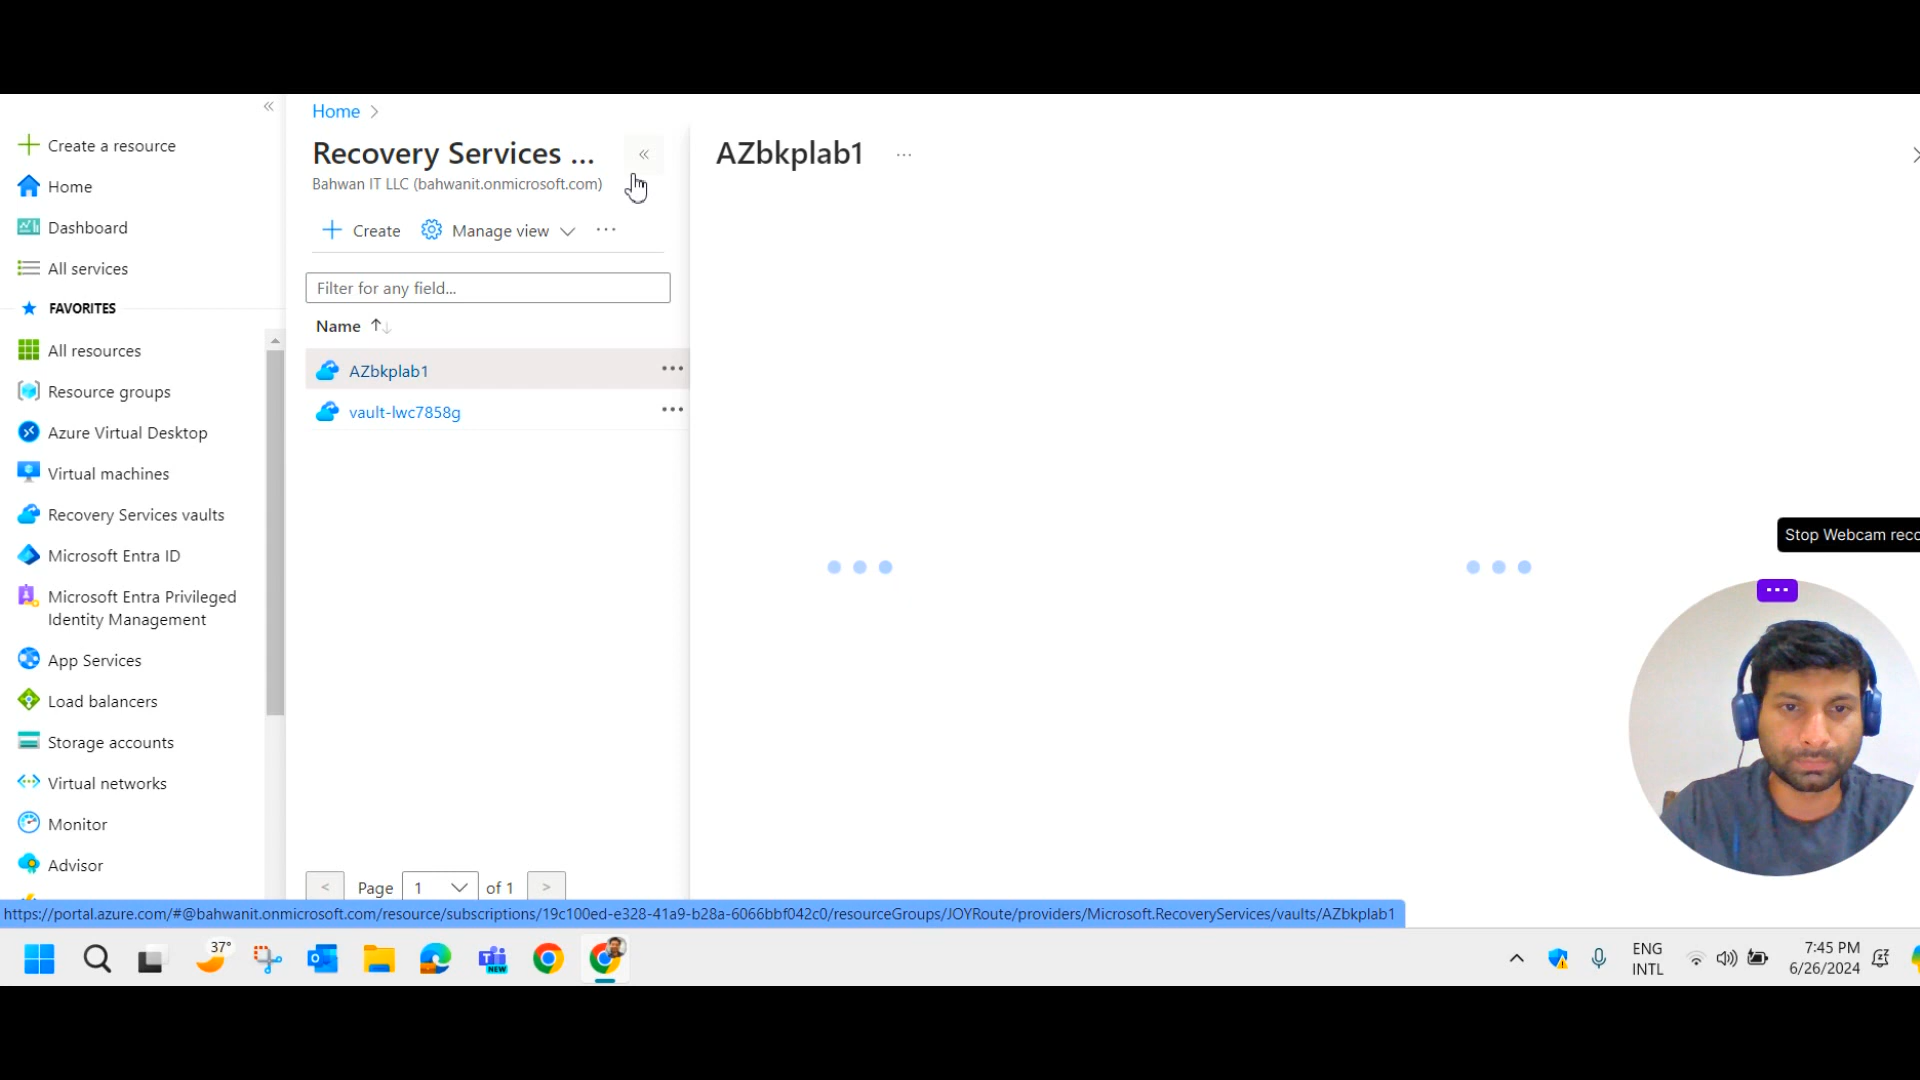 Home
Create a resource
Home
Dashboard
All services
FAVORITES
All resources
Resource groups
Azure Virtual Desktop
Virtual machines
Recovery Services vaults
Microsoft Entra ID
Microsoft Entra Privileged
Identity Management
App Services
Load balancers
Storage accounts
Virtual networks
Monitor
Advisor
Recovery Services ...
Bahwan IT LLC (bahwanit.onmicrosoft.com)
Create Manage view ...
Filter for any field...
Name
AZbkplab1
vault-lwc7858g
< Page 1 of 1 >
AZbkplab1 ...
Stop Webcam reco
https://portal.azure.com/#@bahwanit.onmicrosoft.com/resource/subscriptions/19c100ed-e328-41a9-b28a-6066bbf042c0/resourceGroups/JOYRoute/providers/Microsoft.RecoveryServices/vaults/AZbkplab1
37°
NEW
ENG
INTL
7:45 PM
6/26/2024